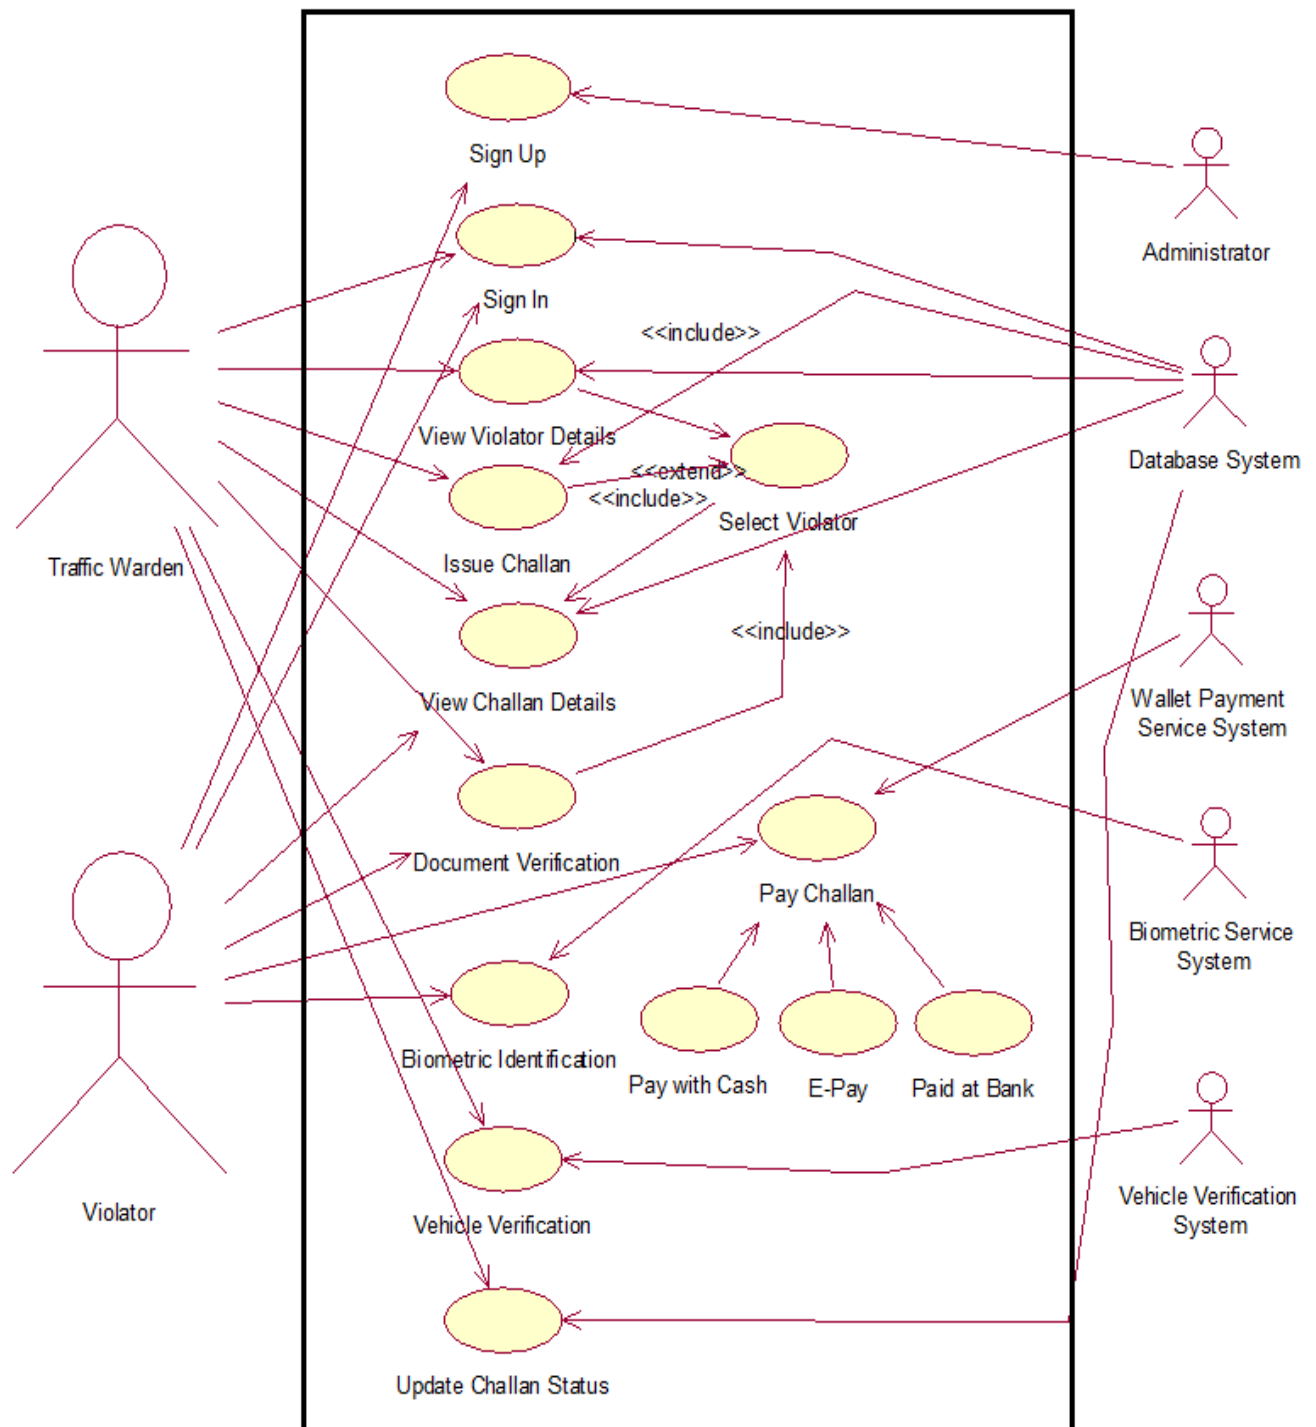 Sign Up
Administrator
Sign In
<<include>>
View Violator Details
Database System
<<extend>>
<<include>>
Select Violator
Issue Challan
Traffic Warden
<<include>>
View Challan Details
Wallet Payment
Service System
Document Verification
Pay Challan
Biometric Service
System
Biometric Identification
Pay with Cash
E-Pay
Paid at Bank
Violator
Vehicle Verification
Vehicle Verification
System
Update Challan Status